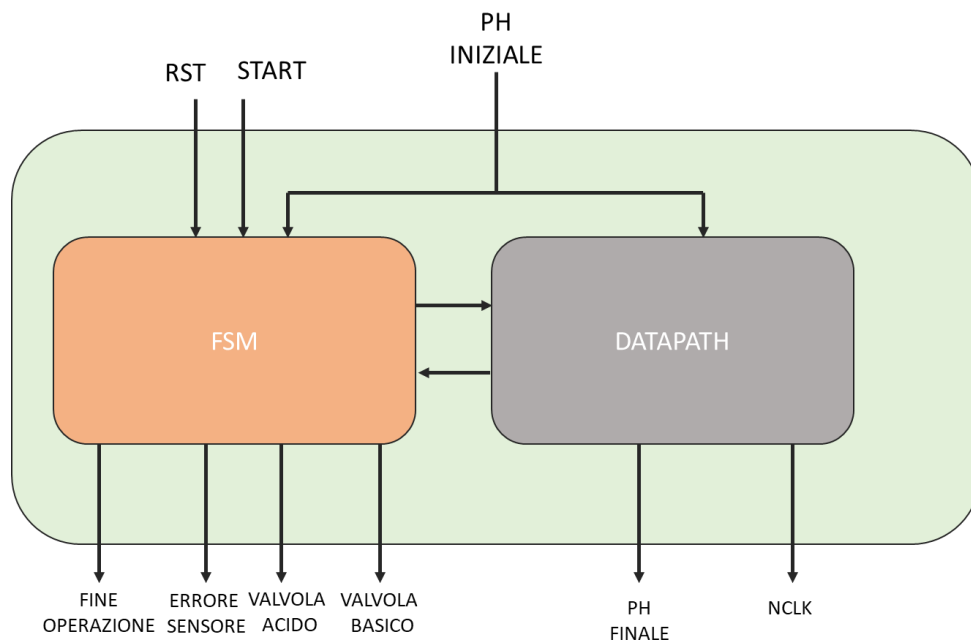 PH
INIZIALE
RST
START
FSM
DATAPATH
FINE
OPERAZIONE
ERRORE
SENSORE
VALVOLA
ACIDO
VALVOLA
BASICO
PH
FINALE
NCLK